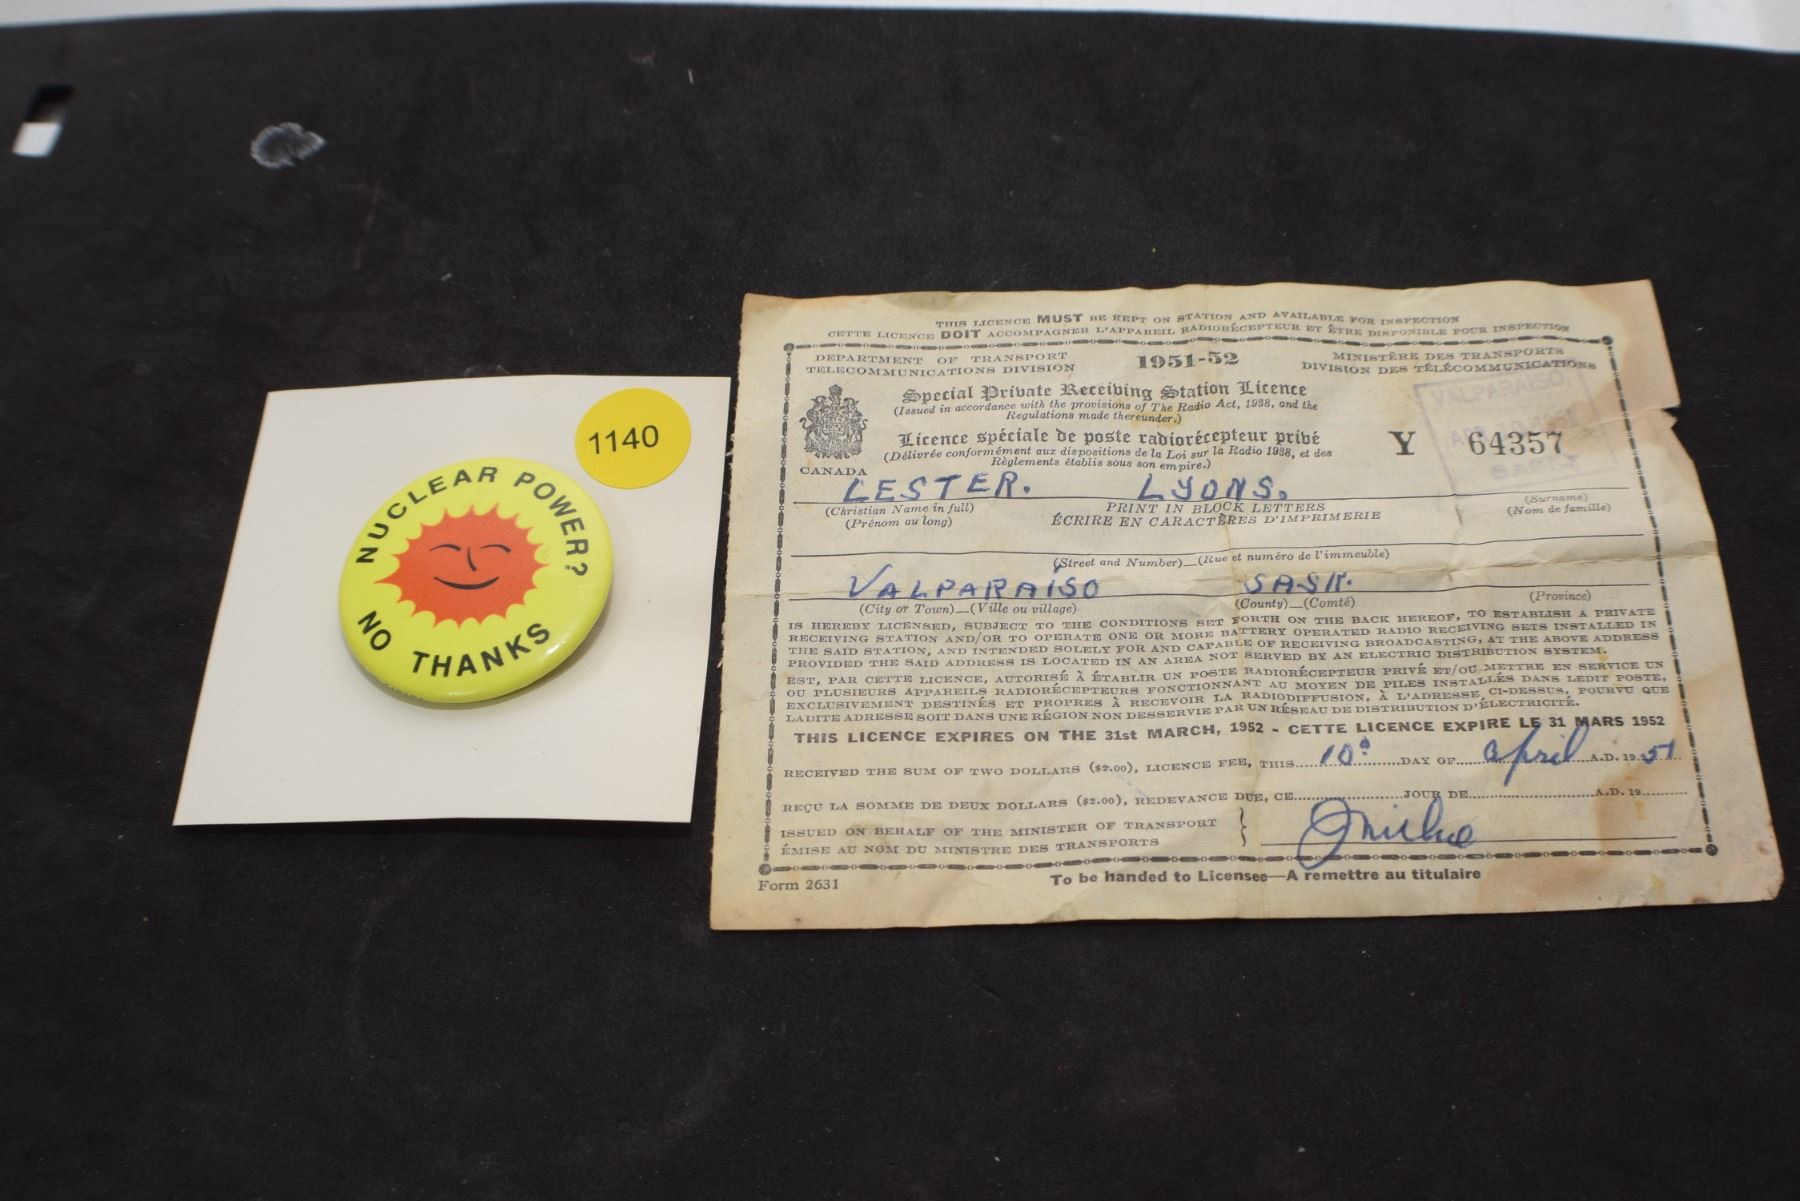 1140
NUCLEAR POWER?
NO THANKS
THIS LICENCE MUST BE KEPT ON STATION AND AVAILABLE FOR INSPECTION
CETTE LICENCE DOIT ACCOMPAGNER L'APPAREIL RADIORÉCEPTEUR ET ÊTRE DISPONIBLE POUR INSPECTION
DEPARTMENT OF TRANSPORT
TELECOMMUNICATIONS DIVISION
1951-52
MINISTÈRE DES TRANSPORTS
DIVISION DES TÉLÉCOMMUNICATIONS
Special Private Receiving Station Licence
(Issued in accordance with the provisions of The Radio Act, 1938, and the
Regulations made thereunder.)
Licence spéciale de poste radiorécepteur privé
(Délivrée conformément aux dispositions de la Loi sur la Radio 1938, et des
Règlements établis sous son empire.)
CANADA
VALPARAISO,
SASK
Y 64357
LESTER. LYONS.
(Christian Name in full)
(Prénom au long)
PRINT IN BLOCK LETTERS
ÉCRIRE EN CARACTÈRES D'IMPRIMERIE
(Surname)
(Nom de famille)
(Street and Number)—(Rue et numéro de l'immeuble)
VALPARAISO SASK.
(City or Town)—(Ville ou village) (County)—(Comté) (Province)
IS HEREBY LICENSED, SUBJECT TO THE CONDITIONS SET FORTH ON THE BACK HEREOF, TO ESTABLISH A PRIVATE
RECEIVING STATION AND/OR TO OPERATE ONE OR MORE BATTERY OPERATED RADIO RECEIVING SETS INSTALLED IN
THE SAID STATION, AND INTENDED SOLELY FOR AND CAPABLE OF RECEIVING BROADCASTING, AT THE ABOVE ADDRESS
PROVIDED THE SAID ADDRESS IS LOCATED IN AN AREA NOT SERVED BY AN ELECTRIC DISTRIBUTION SYSTEM.
EST, PAR CETTE LICENCE, AUTORISÉ À ÉTABLIR UN POSTE RADIORÉCEPTEUR PRIVÉ ET/OU METTRE EN SERVICE UN
OU PLUSIEURS APPAREILS RADIORÉCEPTEURS FONCTIONNANT AU MOYEN DE PILES INSTALLÉS DANS LEDIT POSTE,
EXCLUSIVEMENT DESTINÉS ET PROPRES À RECEVOIR LA RADIODIFFUSION, À L'ADRESSE CI-DESSUS, POURVU QUE
LADITE ADRESSE SOIT DANS UNE RÉGION NON DESSERVIE PAR UN RÉSEAU DE DISTRIBUTION D'ÉLECTRICITÉ.
THIS LICENCE EXPIRES ON THE 31st MARCH, 1952 - CETTE LICENCE EXPIRE LE 31 MARS 1952
RECEIVED THE SUM OF TWO DOLLARS ($2.00), LICENCE FEE, THIS 10 DAY OF april A.D. 1951
REÇU LA SOMME DE DEUX DOLLARS ($2.00), REDEVANCE DUE, CE JOUR DE A.D. 19
ISSUED ON BEHALF OF THE MINISTER OF TRANSPORT
ÉMISE AU NOM DU MINISTRE DES TRANSPORTS
Form 2631
To be handed to Licensee—A remettre au titulaire